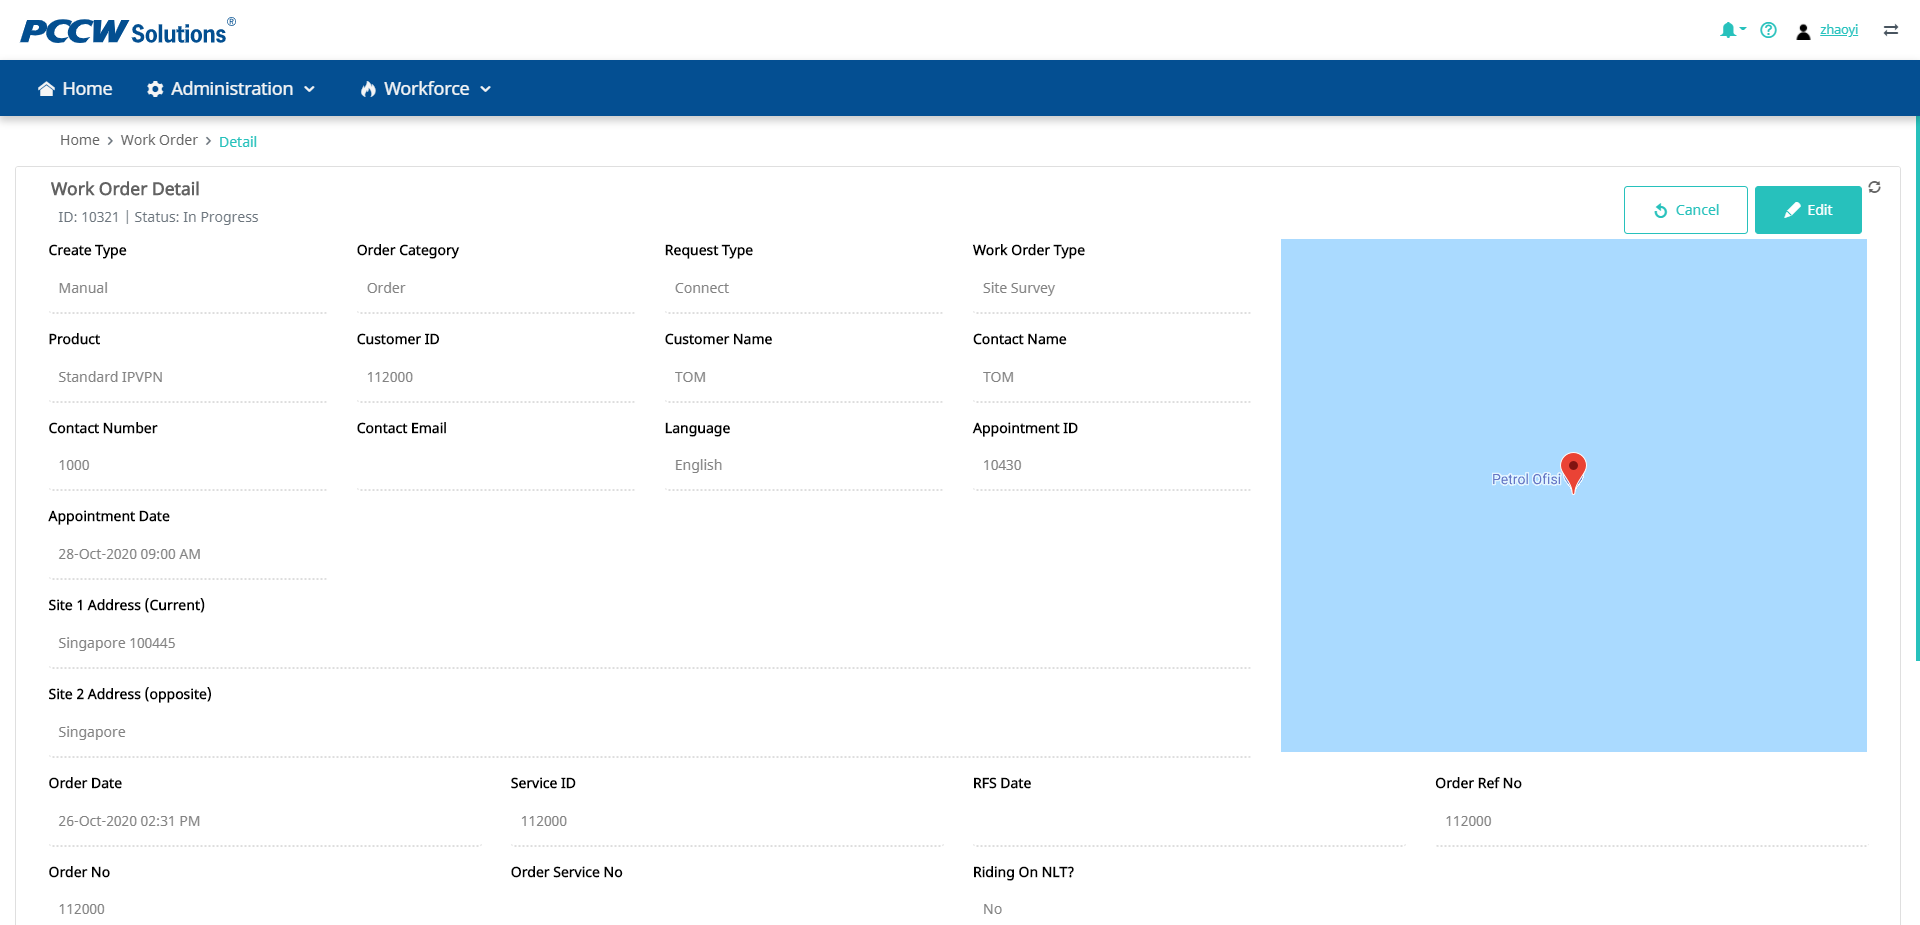 PCCW Solutions®
zhaoyi
Home Administration Workforce
Home > Work Order > Detail
Work Order Detail
ID: 10321 | Status: In Progress
Cancel Edit
Create Type Order Category Request Type Work Order Type
Manual Order Connect Site Survey
Product Customer ID Customer Name Contact Name
Standard IPVPN 112000 TOM TOM
Contact Number Contact Email Language Appointment ID
1000 English 10430
Petrol Ofisi
Appointment Date
28-Oct-2020 09:00 AM
Site 1 Address (Current)
Singapore 100445
Site 2 Address (opposite)
Singapore
Order Date Service ID RFS Date Order Ref No
26-Oct-2020 02:31 PM 112000 112000
Order No Order Service No Riding On NLT?
112000 No